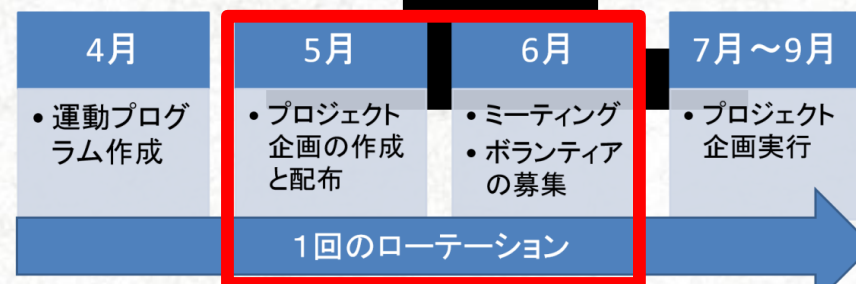 4月
• 運動プログ
ラム作成
5月
• プロジェクト
企画の作成
と配布
6月
• ミーティング
• ボランティア
の募集
7月～9月
• プロジェクト
企画実行
1回のローテーション